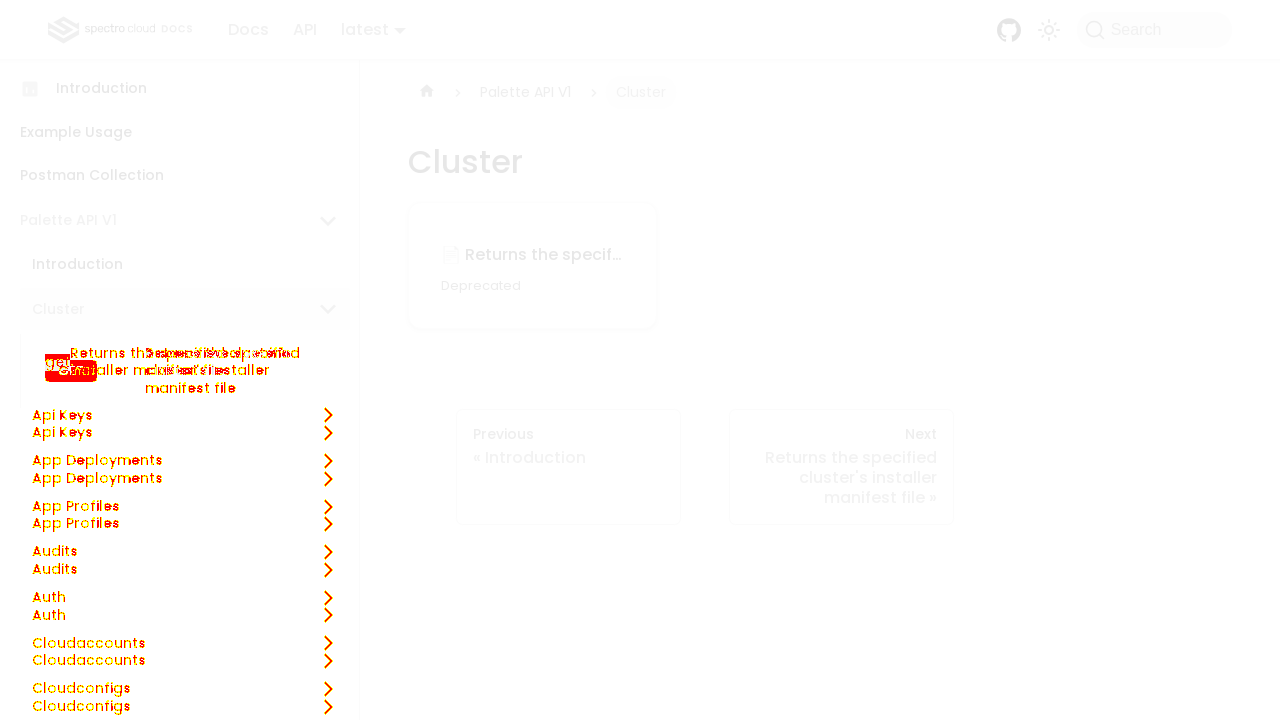 spectro cloud DOCS
Docs
API
latest
Search
Introduction
Example Usage
Postman Collection
Palette API V1
Introduction
Cluster
Palette API V1
Cluster
Cluster
Returns the specif...
Deprecated
get
Returns the specified
installer manifest file
manifest file
Api Keys
Api Keys
App Deployments
App Deployments
App Profiles
App Profiles
Audits
Audits
Auth
Auth
Cloudaccounts
Cloudaccounts
Cloudconfigs
Cloudconfigs
Previous
« Introduction
Next
Returns the specified
cluster's installer
manifest file »